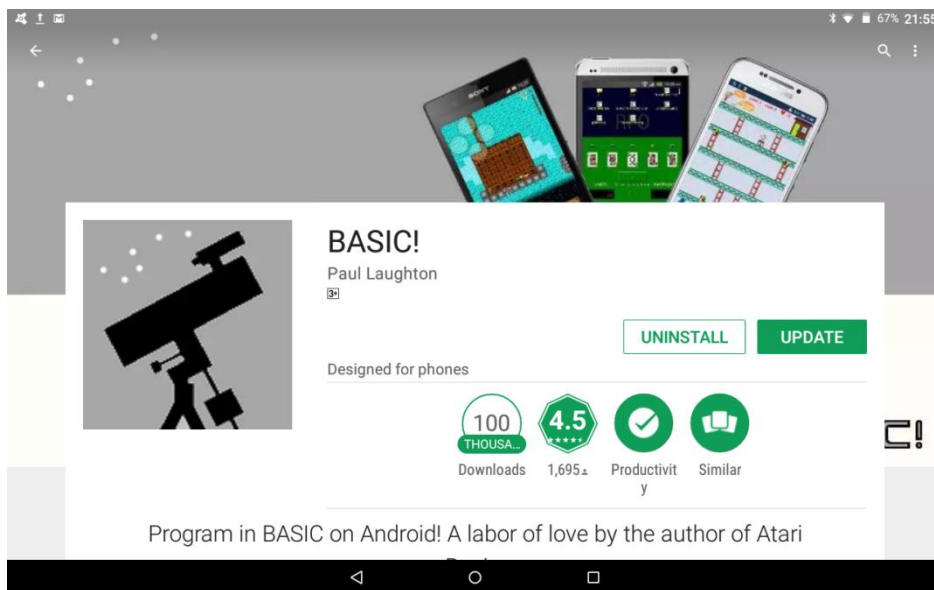 67% 21:55
SONY
BASIC!
Paul Laughton
3+
UNINSTALL
UPDATE
Designed for phones
100
THOUSA...
4.5
Downloads
1,695
Productivit
y
Similar
C!
Program in BASIC on Android! A labor of love by the author of Atari